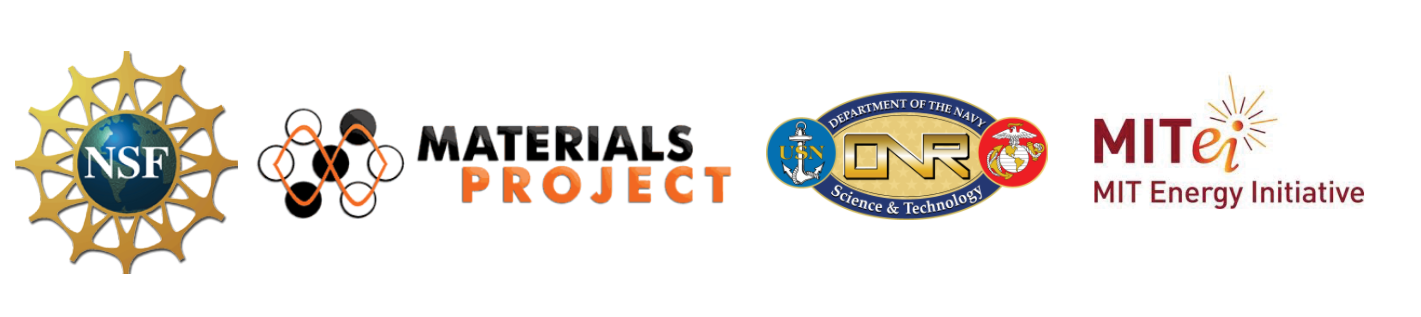 NSF
MATERIALS
PROJECT
DEPARTMENT OF THE NAVY
USN
ONR
Science & Technology
MITei
MIT Energy Initiative